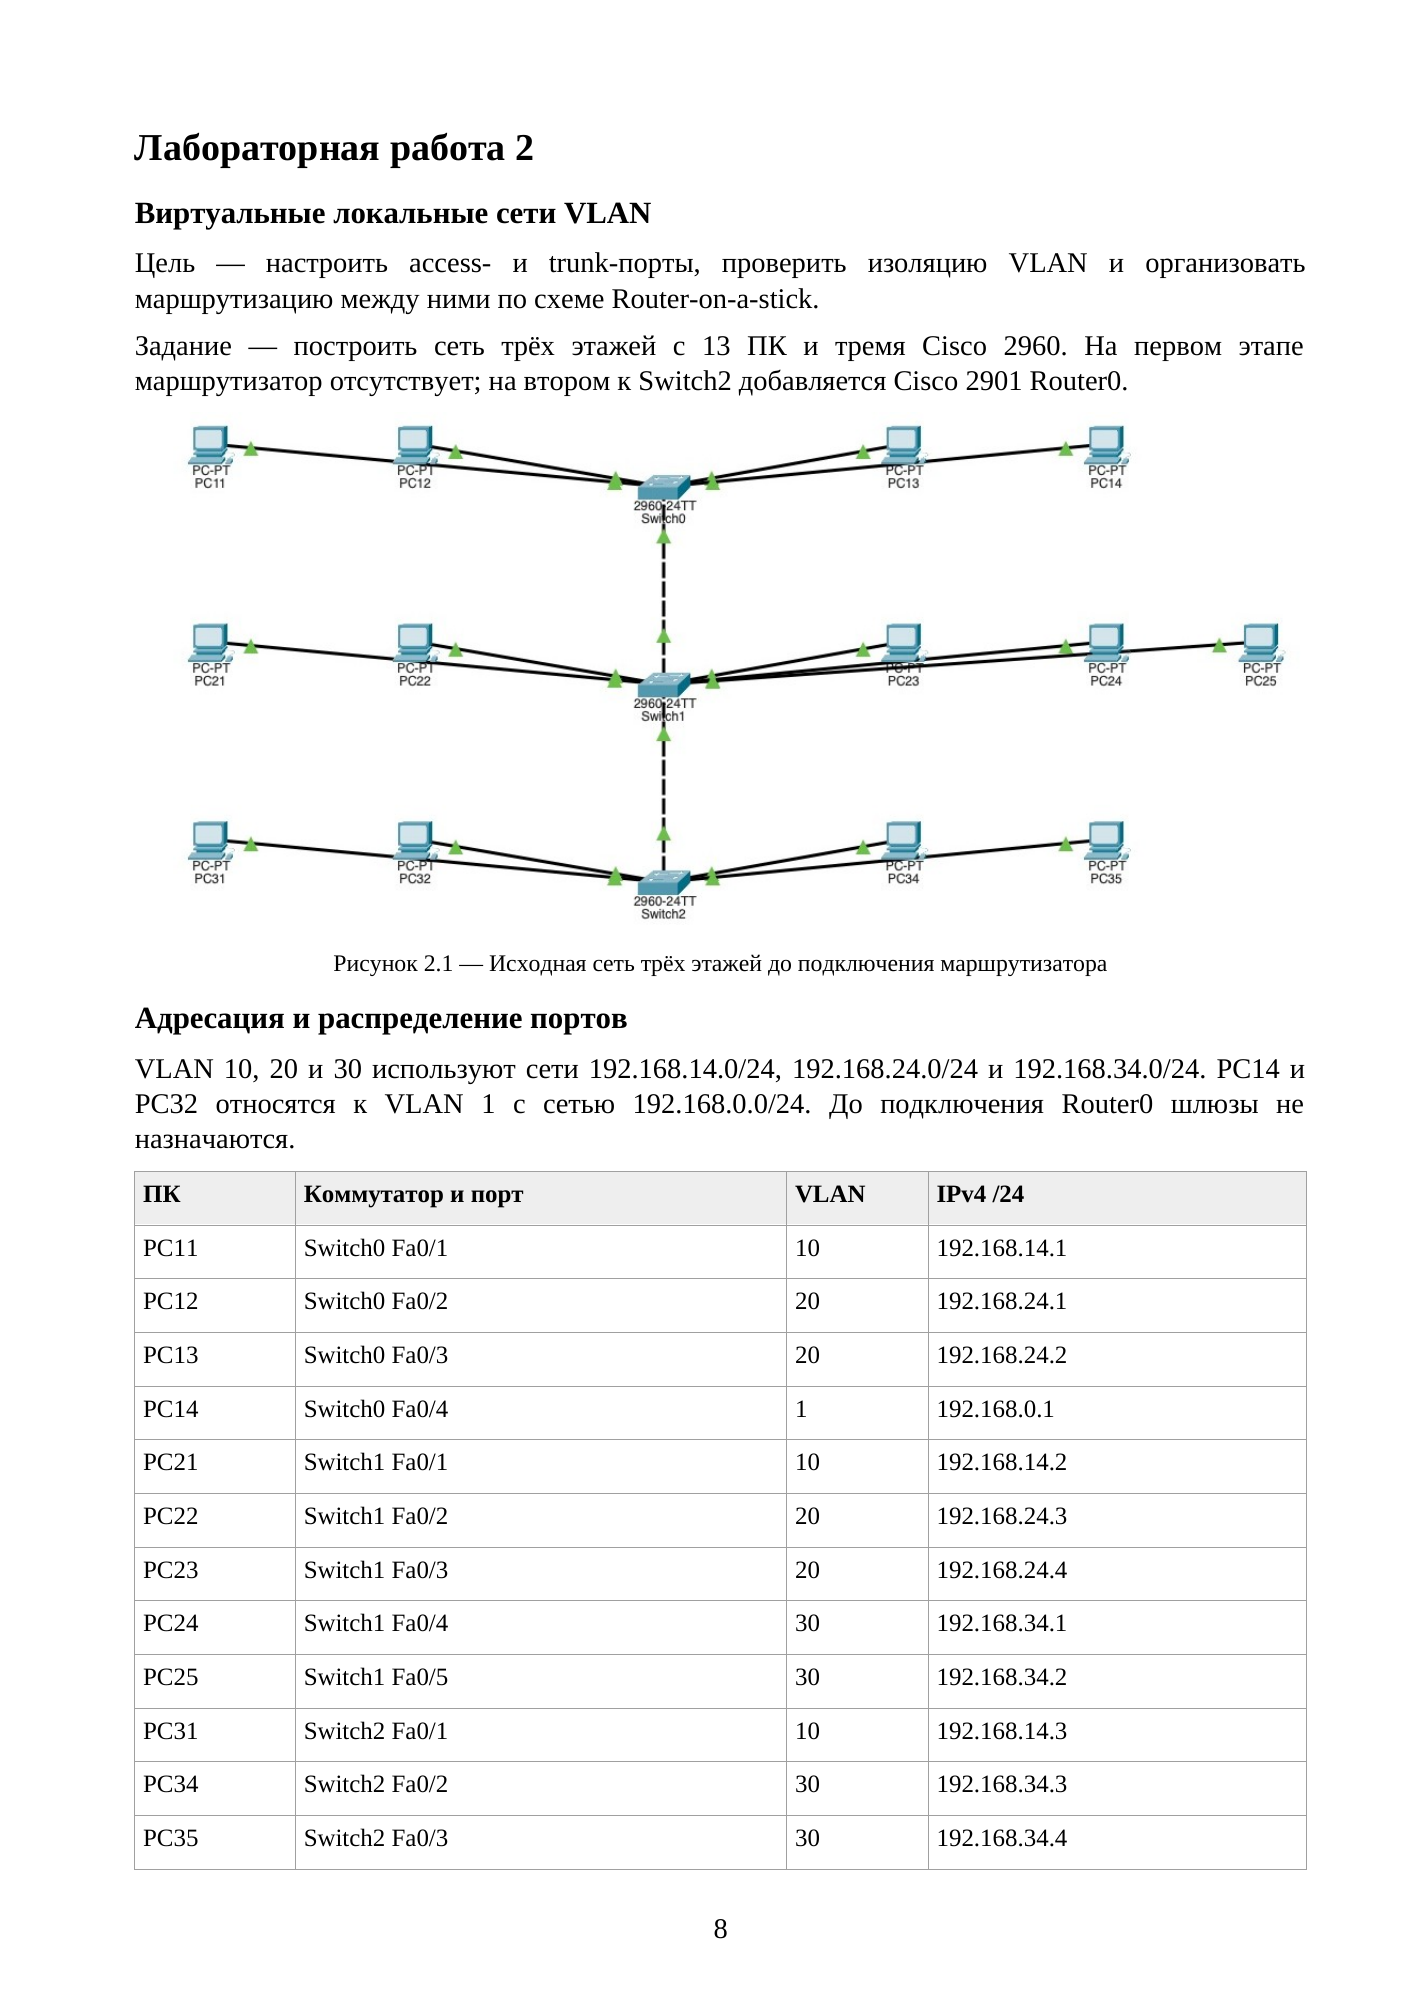 Лабораторная работа 2
Виртуальные локальные сети VLAN
Цель — настроить access- и trunk-порты, проверить изоляцию VLAN и организовать
маршрутизацию между ними по схеме Router-on-a-stick.
Задание — построить сеть трёх этажей с 13 ПК и тремя Cisco 2960. На первом этапе
маршрутизатор отсутствует; на втором к Switch2 добавляется Cisco 2901 Router0.
PC-PT
PC11
PC-PT
PC12
2960-24TT
Switch0
PC-PT
PC13
PC-PT
PC14
PC-PT
PC21
PC-PT
PC22
2960-24TT
Switch1
PC-PT
PC23
PC-PT
PC24
PC-PT
PC25
PC-PT
PC31
PC-PT
PC32
2960-24TT
Switch2
PC-PT
PC34
PC-PT
PC35
Рисунок 2.1 — Исходная сеть трёх этажей до подключения маршрутизатора
Адресация и распределение портов
VLAN 10, 20 и 30 используют сети 192.168.14.0/24, 192.168.24.0/24 и 192.168.34.0/24. PC14 и
PC32 относятся к VLAN 1 с сетью 192.168.0.0/24. До подключения Router0 шлюзы не
назначаются.
ПК Коммутатор и порт VLAN IPv4 /24
PC11 Switch0 Fa0/1 10 192.168.14.1
PC12 Switch0 Fa0/2 20 192.168.24.1
PC13 Switch0 Fa0/3 20 192.168.24.2
PC14 Switch0 Fa0/4 1 192.168.0.1
PC21 Switch1 Fa0/1 10 192.168.14.2
PC22 Switch1 Fa0/2 20 192.168.24.3
PC23 Switch1 Fa0/3 20 192.168.24.4
PC24 Switch1 Fa0/4 30 192.168.34.1
PC25 Switch1 Fa0/5 30 192.168.34.2
PC31 Switch2 Fa0/1 10 192.168.14.3
PC34 Switch2 Fa0/2 30 192.168.34.3
PC35 Switch2 Fa0/3 30 192.168.34.4
8